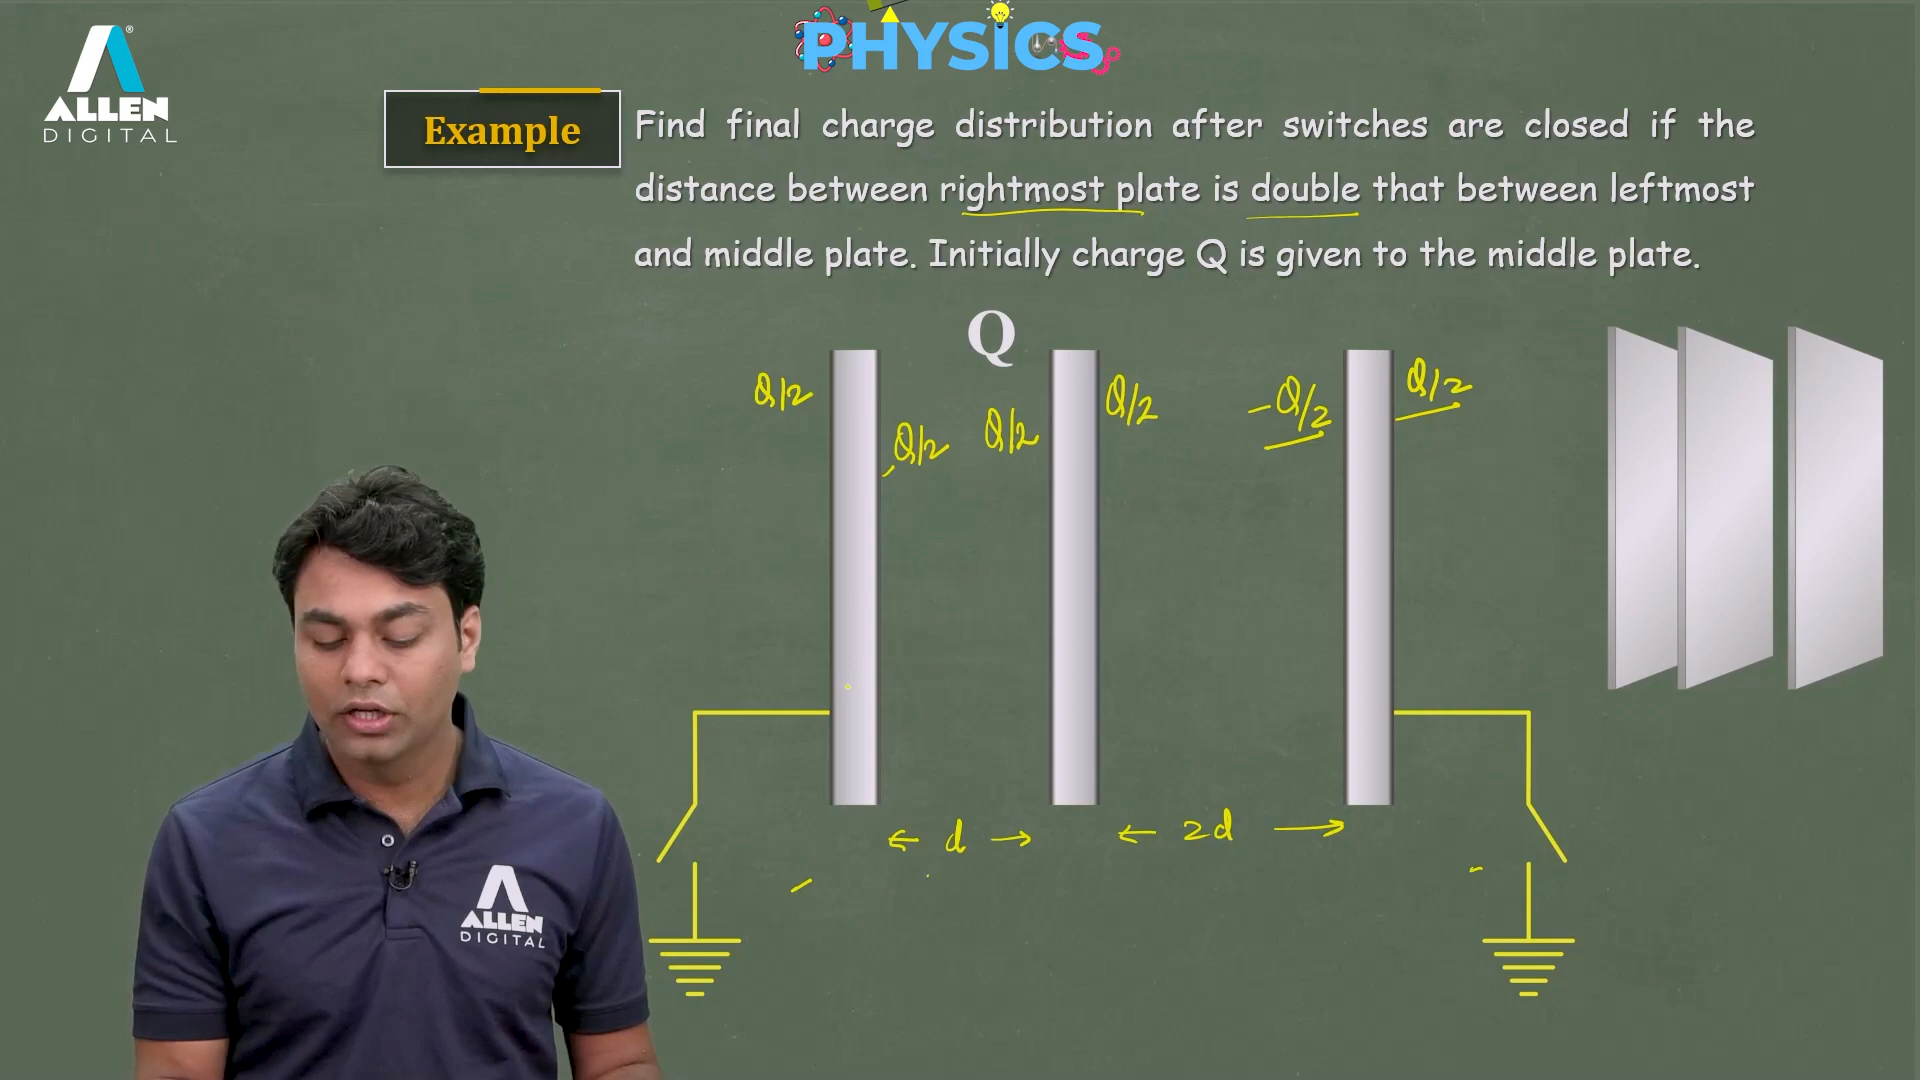 PHYSICS
ALLEN
DIGITAL
Example
Find final charge distribution after switches are closed if the
distance between rightmost plate is double that between leftmost
and middle plate. Initially charge Q is given to the middle plate.
Q
Q/2
-Q/2
Q/2
Q/2
-Q/2
Q/2
← d →
← 2d →
ALLEN
DIGITAL